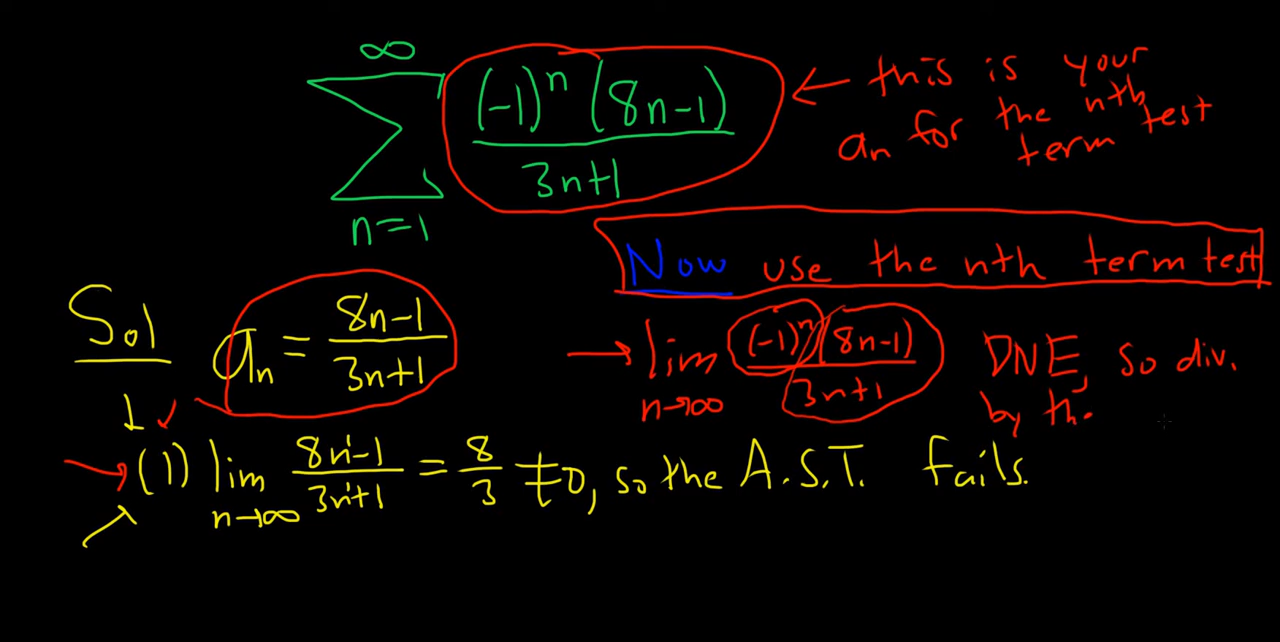 ∞
∑ (-1)^n (8n-1) / 3n+1
n=1
← this is your
an for the nth
term test
Now use the nth term test
Sol an = 8n-1 / 3n+1
→ lim n→∞ (-1)^n (8n-1) / 3n+1 DNE, so div.
by th
(1) lim n→∞ 8n-1 / 3n+1 = 8/3 ≠ 0, so the A.S.T. fails.